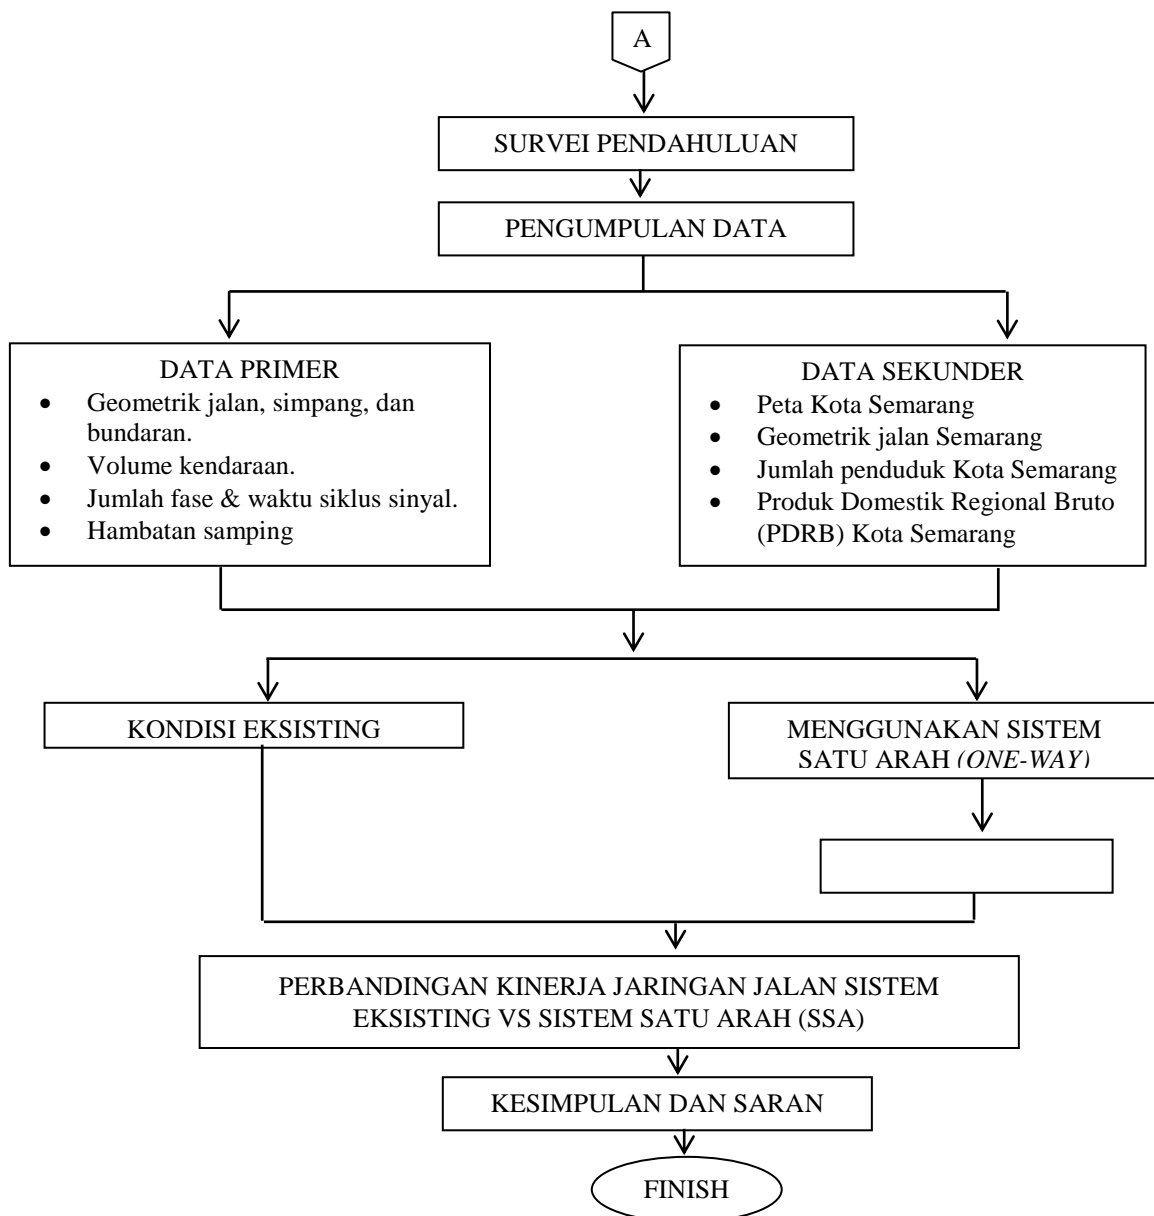 A
SURVEI PENDAHULUAN
PENGUMPULAN DATA
DATA PRIMER
• Geometrik jalan, simpang, dan
bundaran.
• Volume kendaraan.
• Jumlah fase & waktu siklus sinyal.
• Hambatan samping
DATA SEKUNDER
• Peta Kota Semarang
• Geometrik jalan Semarang
• Jumlah penduduk Kota Semarang
• Produk Domestik Regional Bruto
(PDRB) Kota Semarang
KONDISI EKSISTING
MENGGUNAKAN SISTEM
SATU ARAH (ONE-WAY)
PERBANDINGAN KINERJA JARINGAN JALAN SISTEM
EKSISTING VS SISTEM SATU ARAH (SSA)
KESIMPULAN DAN SARAN
FINISH